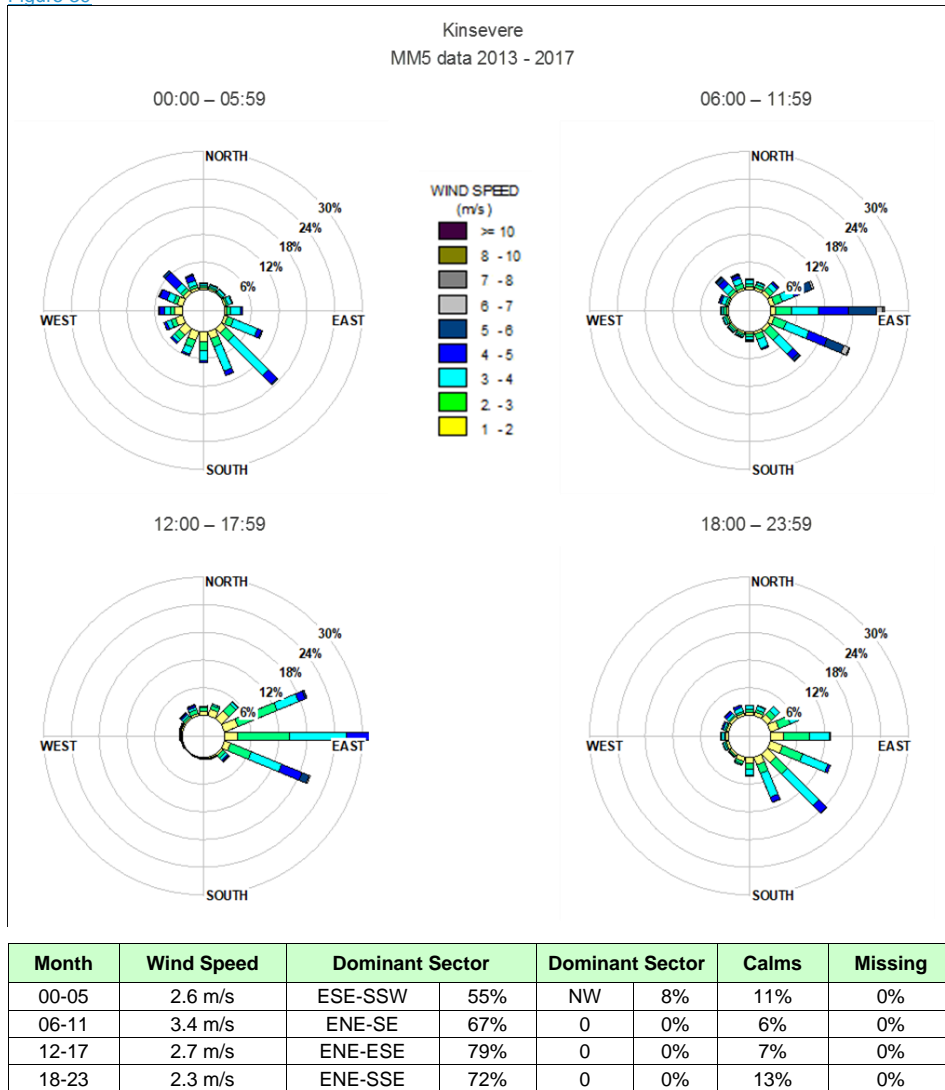 Kinsevere
MM5 data 2013 - 2017
00:00 – 05:59
06:00 – 11:59
NORTH
30%
24%
18%
12%
6%
WEST
EAST
SOUTH
WIND SPEED
(m/s )
>= 10
8 - 10
7 - 8
6 - 7
5 - 6
4 - 5
3 - 4
2 - 3
1 - 2
NORTH
30%
24%
18%
12%
6%
WEST
EAST
SOUTH
12:00 – 17:59
18:00 – 23:59
NORTH
30%
24%
18%
12%
6%
WEST
EAST
SOUTH
NORTH
30%
24%
18%
12%
6%
WEST
EAST
SOUTH
Month Wind Speed Dominant Sector Dominant Sector Calms Missing
00-05 2.6 m/s ESE-SSW 55% NW 8% 11% 0%
06-11 3.4 m/s ENE-SE 67% 0 0% 6% 0%
12-17 2.7 m/s ENE-ESE 79% 0 0% 7% 0%
18-23 2.3 m/s ENE-SSE 72% 0 0% 13% 0%